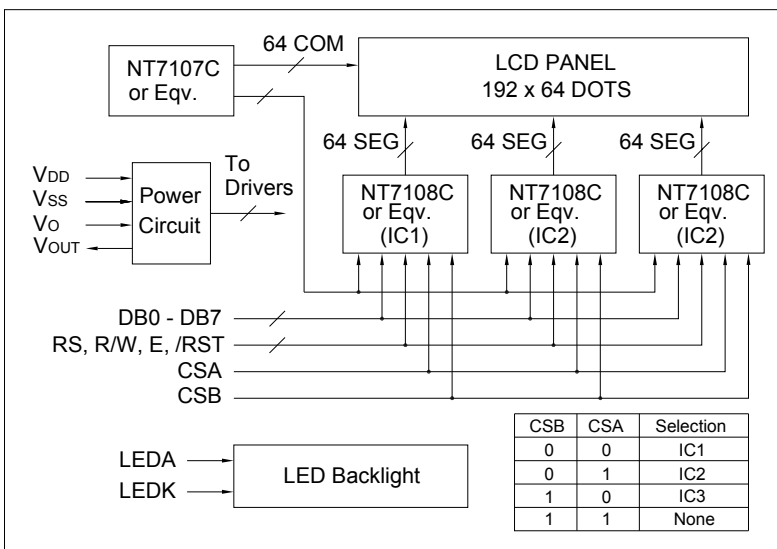 64 COM
NT7107C
or Eqv.
LCD PANEL
192 x 64 DOTS
64 SEG
64 SEG
64 SEG
NT7108C
or Eqv.
(IC1)
NT7108C
or Eqv.
(IC2)
NT7108C
or Eqv.
(IC2)
VDD
VSS
VO
VOUT
Power
Circuit
To
Drivers
DB0 - DB7
RS, R/W, E, /RST
CSA
CSB
LEDA
LEDK
LED Backlight
CSB CSA Selection
0 0 IC1
0 1 IC2
1 0 IC3
1 1 None